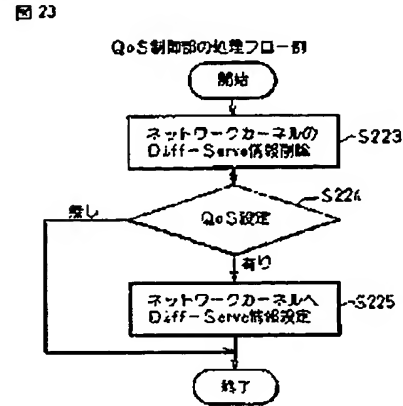 図 23
QoS制御部の処理フロー例
開始
ネットワークカーネルの
Diff-Serve情報削除
S223
S224
無し
QoS設定
有り
ネットワークカーネルへ
Diff-Serve情報設定
S225
終了